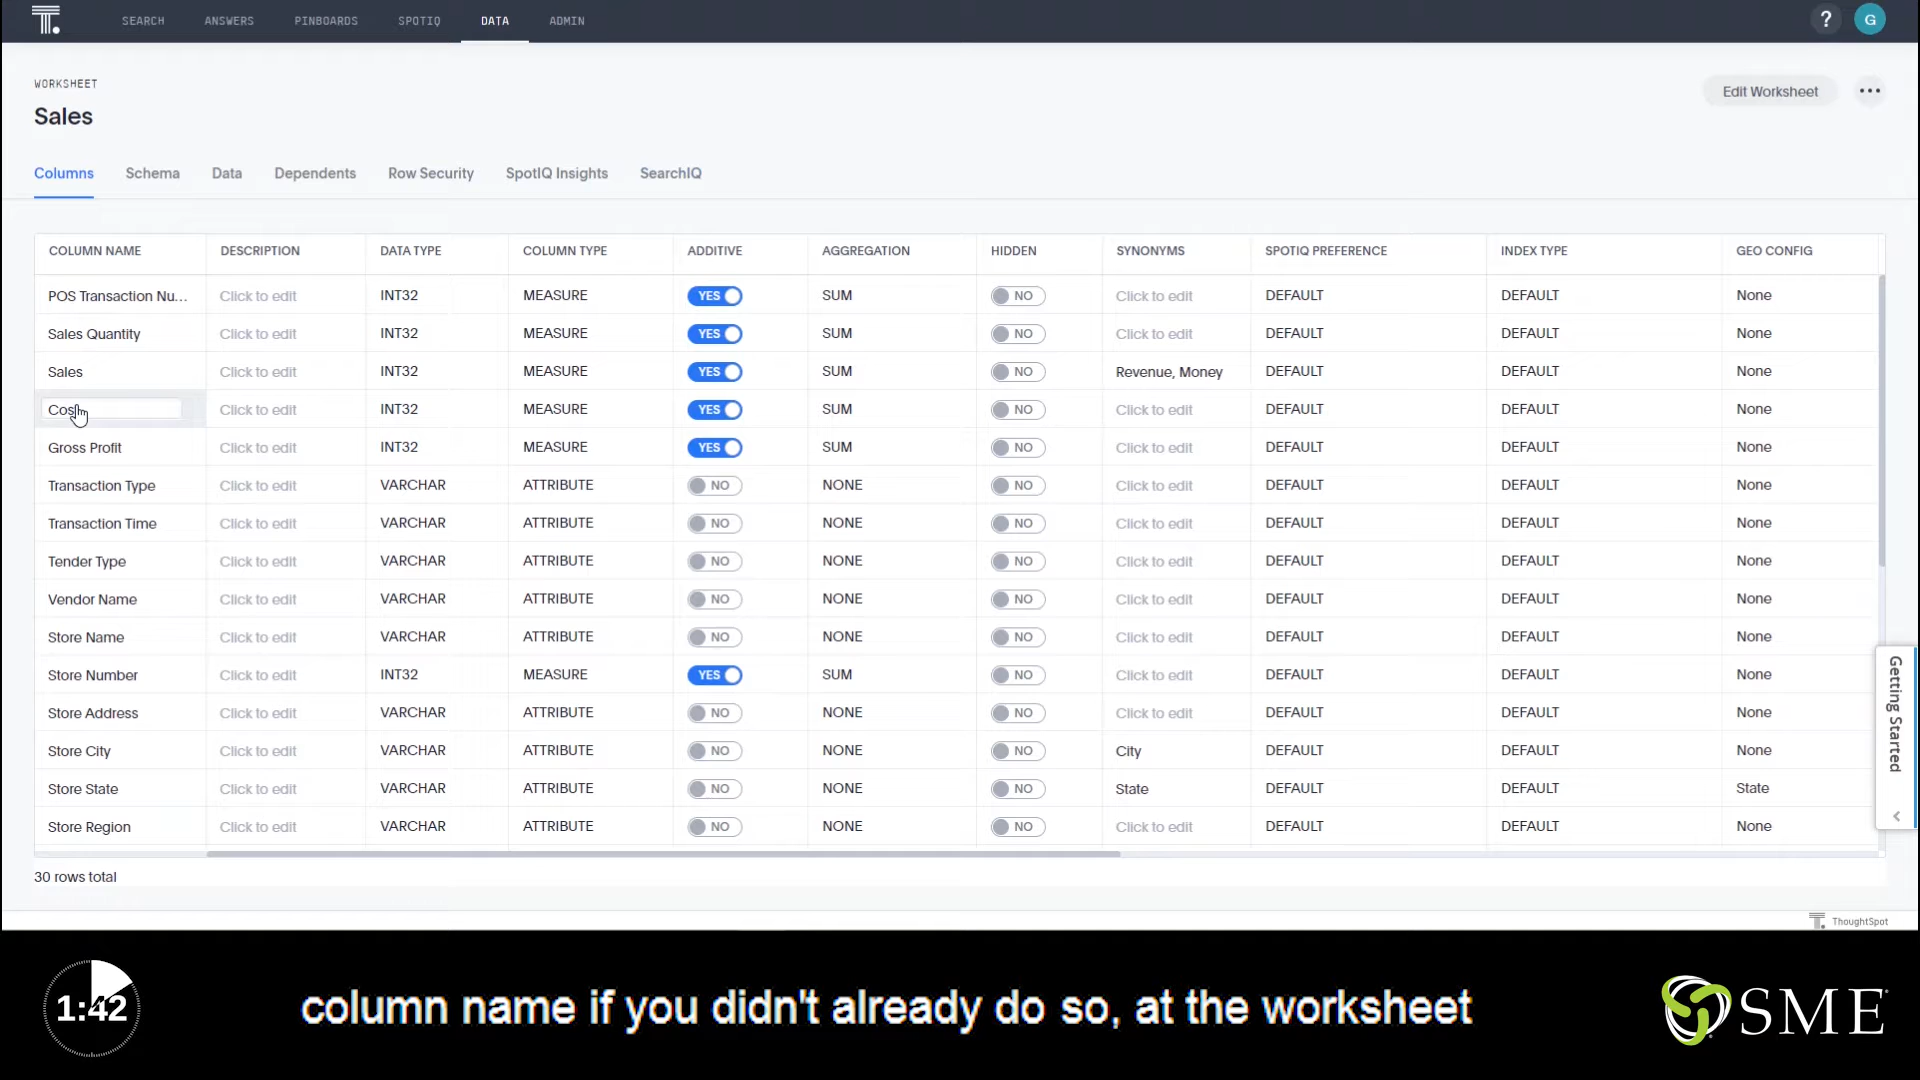 SEARCH ANSWERS PINBOARDS SPOTIQ DATA ADMIN ? G
WORKSHEET
Sales
Edit Worksheet
Columns Schema Data Dependents Row Security SpotIQ Insights SearchIQ
COLUMN NAME DESCRIPTION DATA TYPE COLUMN TYPE ADDITIVE AGGREGATION HIDDEN SYNONYMS SPOTIQ PREFERENCE INDEX TYPE GEO CONFIG
POS Transaction Nu... Click to edit INT32 MEASURE YES SUM NO Click to edit DEFAULT DEFAULT None
Sales Quantity Click to edit INT32 MEASURE YES SUM NO Click to edit DEFAULT DEFAULT None
Sales Click to edit INT32 MEASURE YES SUM NO Revenue, Money DEFAULT DEFAULT None
Cost Click to edit INT32 MEASURE YES SUM NO Click to edit DEFAULT DEFAULT None
Gross Profit Click to edit INT32 MEASURE YES SUM NO Click to edit DEFAULT DEFAULT None
Transaction Type Click to edit VARCHAR ATTRIBUTE NO NONE NO Click to edit DEFAULT DEFAULT None
Transaction Time Click to edit VARCHAR ATTRIBUTE NO NONE NO Click to edit DEFAULT DEFAULT None
Tender Type Click to edit VARCHAR ATTRIBUTE NO NONE NO Click to edit DEFAULT DEFAULT None
Vendor Name Click to edit VARCHAR ATTRIBUTE NO NONE NO Click to edit DEFAULT DEFAULT None
Store Name Click to edit VARCHAR ATTRIBUTE NO NONE NO Click to edit DEFAULT DEFAULT None
Store Number Click to edit INT32 MEASURE YES SUM NO Click to edit DEFAULT DEFAULT None
Store Address Click to edit VARCHAR ATTRIBUTE NO NONE NO Click to edit DEFAULT DEFAULT None
Store City Click to edit VARCHAR ATTRIBUTE NO NONE NO City DEFAULT DEFAULT None
Store State Click to edit VARCHAR ATTRIBUTE NO NONE NO State DEFAULT DEFAULT State
Store Region Click to edit VARCHAR ATTRIBUTE NO NONE NO Click to edit DEFAULT DEFAULT None
Getting Started
30 rows total
ThoughtSpot
1:42
column name if you didn't already do so, at the worksheet
SME